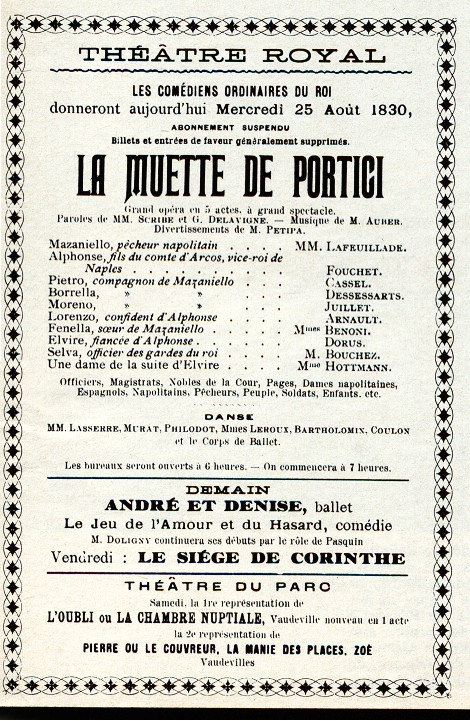 THÉÂTRE ROYAL
LES COMÉDIENS ORDINAIRES DU ROI
donneront aujourd'hui Mercredi 25 Août 1830,
ABONNEMENT SUSPENDU
Billets et entrées de faveur généralement supprimés.
LA MUETTE DE PORTICI
Grand opéra en 5 actes, à grand spectacle.
Paroles de MM. SCRIBE et G. DELAVIGNE. — Musique de M. AUBER.
Divertissements de M. PETIPA.
Mazaniello, pêcheur napolitain . . . . MM. LAFEUILLADE.
Alphonse, fils du comte d'Arcos, vice-roi de
Naples . . . . . . . . FOUCHET.
Pietro, compagnon de Mazaniello . . . CASSEL.
Borrella, » » . . . DESSESSARTS.
Moreno, » » . . . JUILLET.
Lorenzo, confident d'Alphonse . . . . ARNAULT.
Fenella, sœur de Mazaniello . . . . Mmes BENONI.
Elvire, fiancée d'Alphonse . . . . . DORUS.
Selva, officier des gardes du roi . . . . M. BOUCHEZ.
Une dame de la suite d'Elvire . . . . Mme HOTTMANN.
Officiers, Magistrats, Nobles de la Cour, Pages, Dames napolitaines,
Espagnols, Napolitains, Pêcheurs, Peuple, Soldats, Enfants, etc.
DANSE
MM. LASSERRE, MURAT, PHILODOT, Mmes LEROUX, BARTHOLOMIN, COULON
et le Corps de Ballet.
Les bureaux seront ouverts à 6 heures. — On commencera à 7 heures.
DEMAIN
ANDRÉ ET DENISE, ballet
Le Jeu de l'Amour et du Hasard, comédie
M. DOLIGNY continuera ses débuts par le rôle de Pasquin
Vendredi : LE SIÉGE DE CORINTHE
THÉÂTRE DU PARC
Samedi, la 1re représentation de
L'OUBLI ou LA CHAMBRE NUPTIALE, Vaudeville nouveau en 1 acte
la 2e représentation de
PIERRE OU LE COUVREUR, LA MANIE DES PLACES, ZOÉ
Vaudevilles